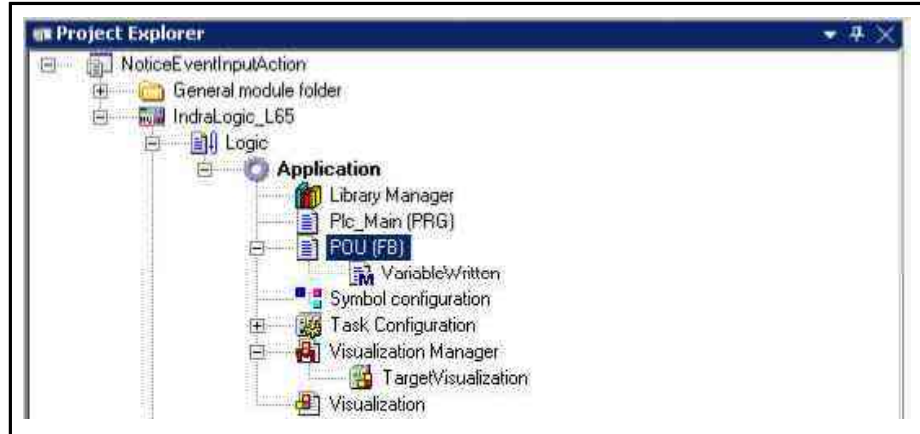 Project Explorer
NoticeEventInputAction
General module folder
IndraLogic_L65
Logic
Application
Library Manager
Plc_Main (PRG)
POU (FB)
VariableWritten
Symbol configuration
Task Configuration
Visualization Manager
TargetVisualization
Visualization